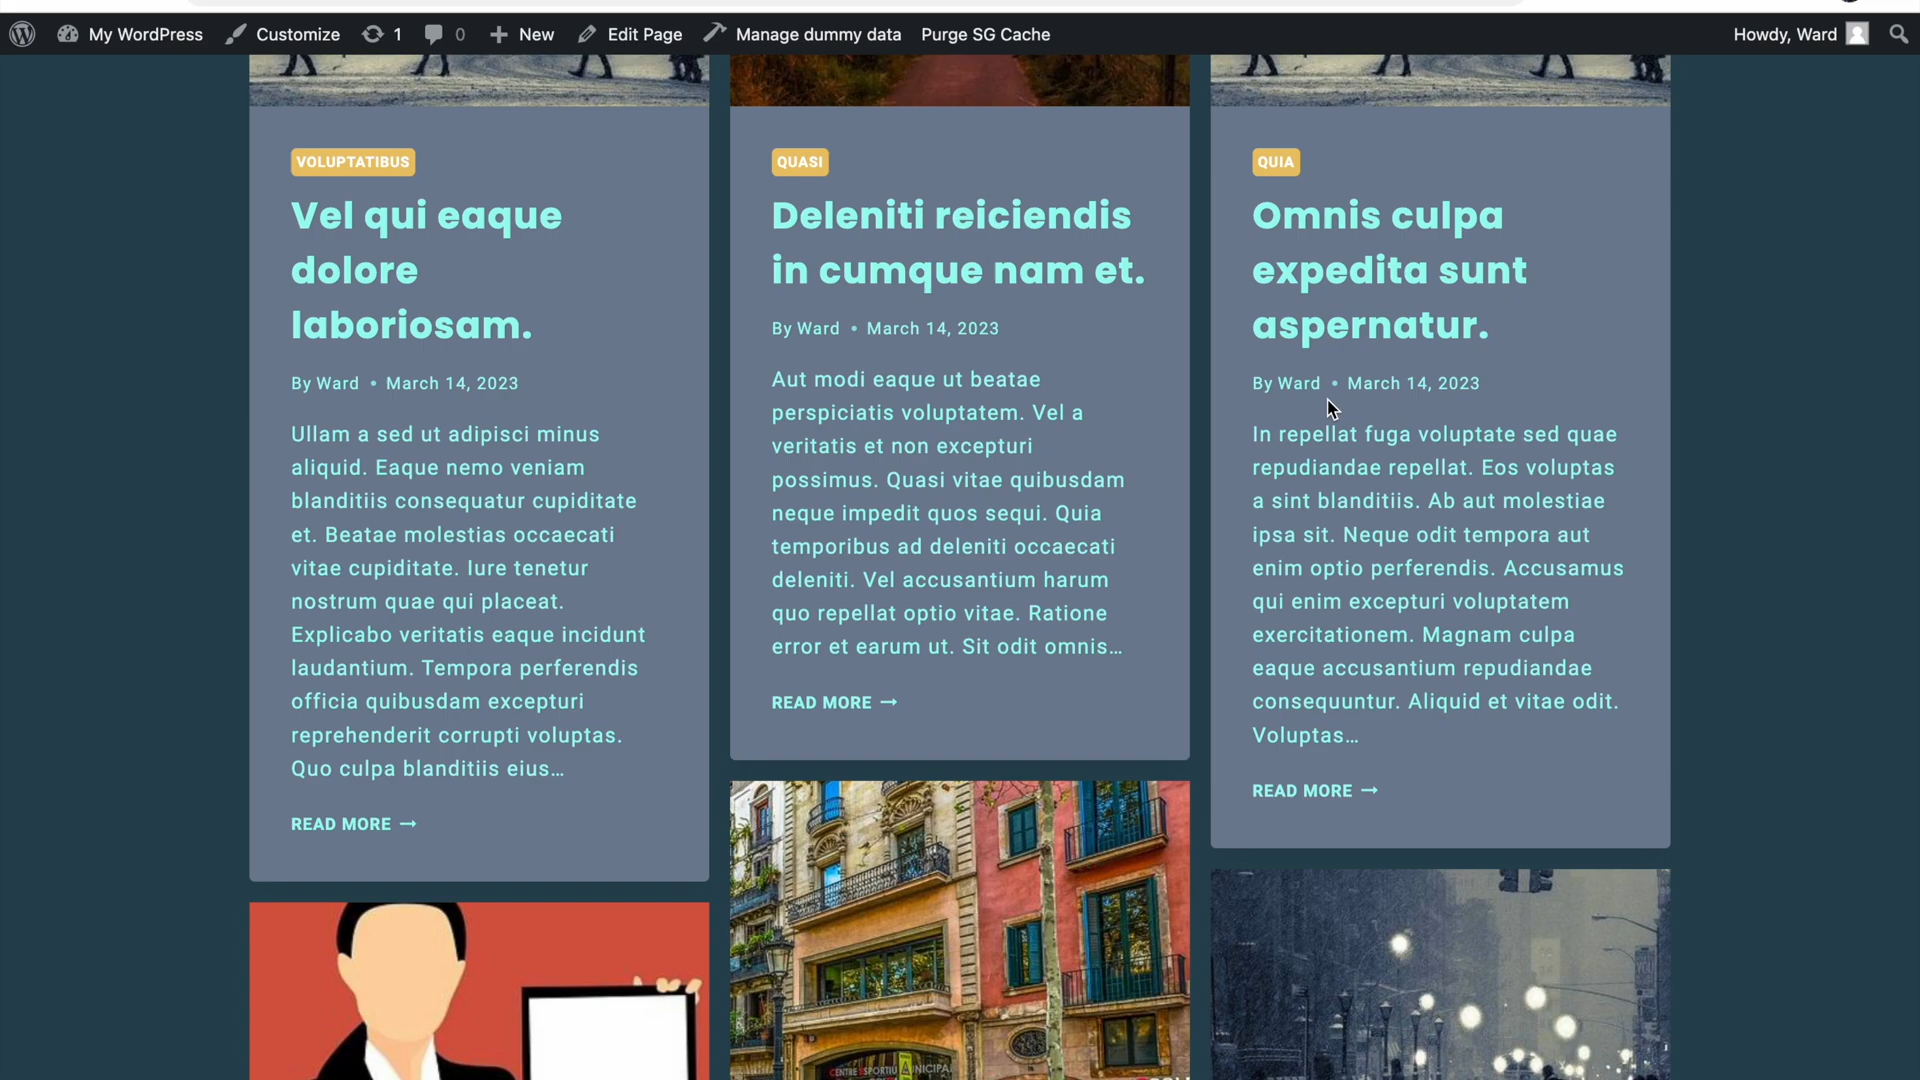 My WordPress Customize 1 0 New Edit Page Manage dummy data Purge SG Cache Howdy, Ward
VOLUPTATIBUS
Vel qui eaque
dolore
laboriosam.
By Ward • March 14, 2023
Ullam a sed ut adipisci minus
aliquid. Eaque nemo veniam
blanditiis consequatur cupiditate
et. Beatae molestias occaecati
vitae cupiditate. Iure tenetur
nostrum quae qui placeat.
Explicabo veritatis eaque incidunt
laudantium. Tempora perferendis
officia quibusdam excepturi
reprehenderit corrupti voluptas.
Quo culpa blanditiis eius…
READ MORE →
QUASI
Deleniti reiciendis
in cumque nam et.
By Ward • March 14, 2023
Aut modi eaque ut beatae
perspiciatis voluptatem. Vel a
veritatis et non excepturi
possimus. Quasi vitae quibusdam
neque impedit quos sequi. Quia
temporibus ad deleniti occaecati
deleniti. Vel accusantium harum
quo repellat optio vitae. Ratione
error et earum ut. Sit odit omnis…
READ MORE →
QUIA
Omnis culpa
expedita sunt
aspernatur.
By Ward • March 14, 2023
In repellat fuga voluptate sed quae
repudiandae repellat. Eos voluptas
a sint blanditiis. Ab aut molestiae
ipsa sit. Neque odit tempora aut
enim optio perferendis. Accusamus
qui enim excepturi voluptatem
exercitationem. Magnam culpa
eaque accusantium repudiandae
consequuntur. Aliquid et vitae odit.
Voluptas…
READ MORE →